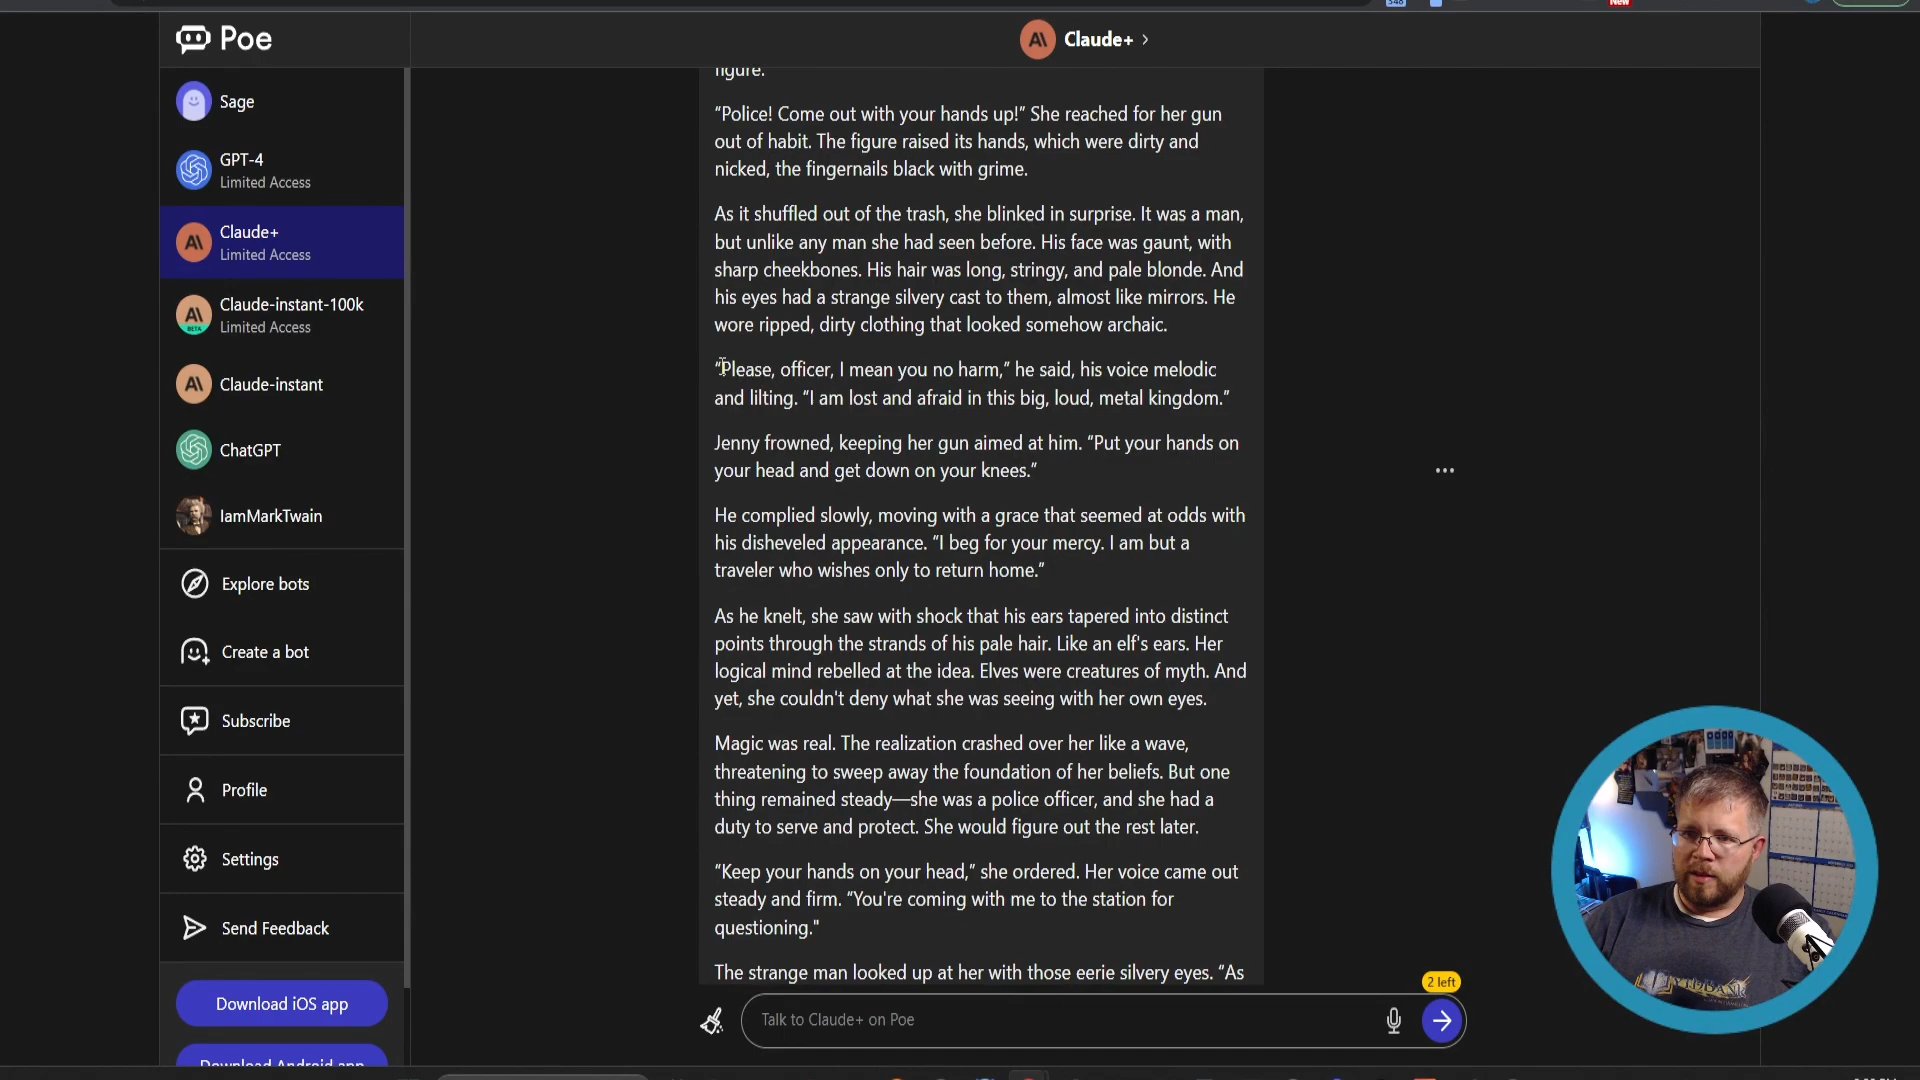 348
New
Poe
Claude+
Sage
GPT-4
Limited Access
Claude+
Limited Access
Claude-instant-100k
Limited Access
BETA
Claude-instant
ChatGPT
IamMarkTwain
Explore bots
Create a bot
Subscribe
Profile
Settings
Send Feedback
Download iOS app
Download Android app
figure.
“Police! Come out with your hands up!” She reached for her gun
out of habit. The figure raised its hands, which were dirty and
nicked, the fingernails black with grime.
As it shuffled out of the trash, she blinked in surprise. It was a man,
but unlike any man she had seen before. His face was gaunt, with
sharp cheekbones. His hair was long, stringy, and pale blonde. And
his eyes had a strange silvery cast to them, almost like mirrors. He
wore ripped, dirty clothing that looked somehow archaic.
“Please, officer, I mean you no harm,” he said, his voice melodic
and lilting. “I am lost and afraid in this big, loud, metal kingdom.”
Jenny frowned, keeping her gun aimed at him. “Put your hands on
your head and get down on your knees.”
He complied slowly, moving with a grace that seemed at odds with
his disheveled appearance. “I beg for your mercy. I am but a
traveler who wishes only to return home.”
As he knelt, she saw with shock that his ears tapered into distinct
points through the strands of his pale hair. Like an elf's ears. Her
logical mind rebelled at the idea. Elves were creatures of myth. And
yet, she couldn't deny what she was seeing with her own eyes.
Magic was real. The realization crashed over her like a wave,
threatening to sweep away the foundation of her beliefs. But one
thing remained steady—she was a police officer, and she had a
duty to serve and protect. She would figure out the rest later.
“Keep your hands on your head,” she ordered. Her voice came out
steady and firm. “You're coming with me to the station for
questioning."
The strange man looked up at her with those eerie silvery eyes. “As
2 left
Talk to Claude+ on Poe